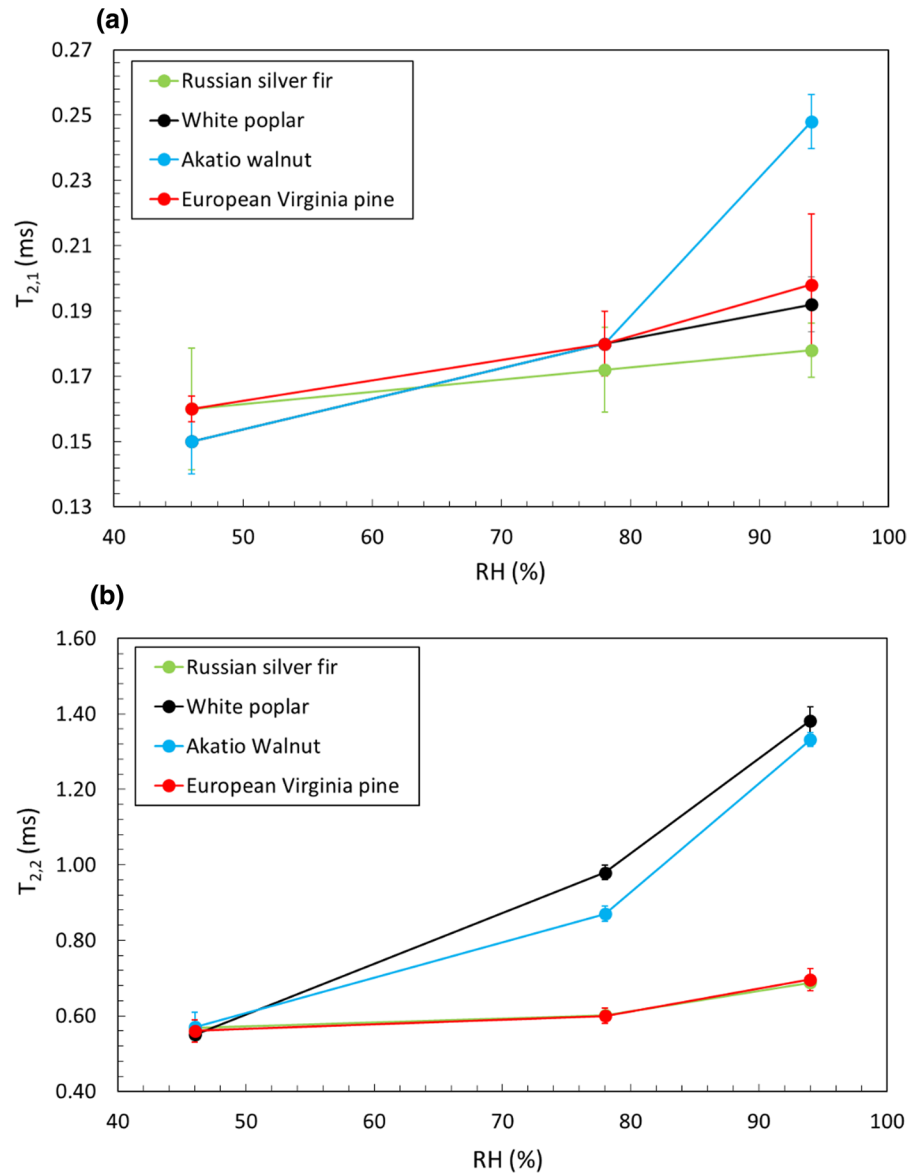 (a)
0.27
0.25
0.23
0.21
0.19
0.17
0.15
0.13
T2,1 (ms)
Russian silver fir
White poplar
Akatio walnut
European Virginia pine
40 50 60 70 80 90 100
RH (%)
(b)
1.60
1.40
1.20
1.00
0.80
0.60
0.40
T2,2 (ms)
Russian silver fir
White poplar
Akatio Walnut
European Virginia pine
40 50 60 70 80 90 100
RH (%)